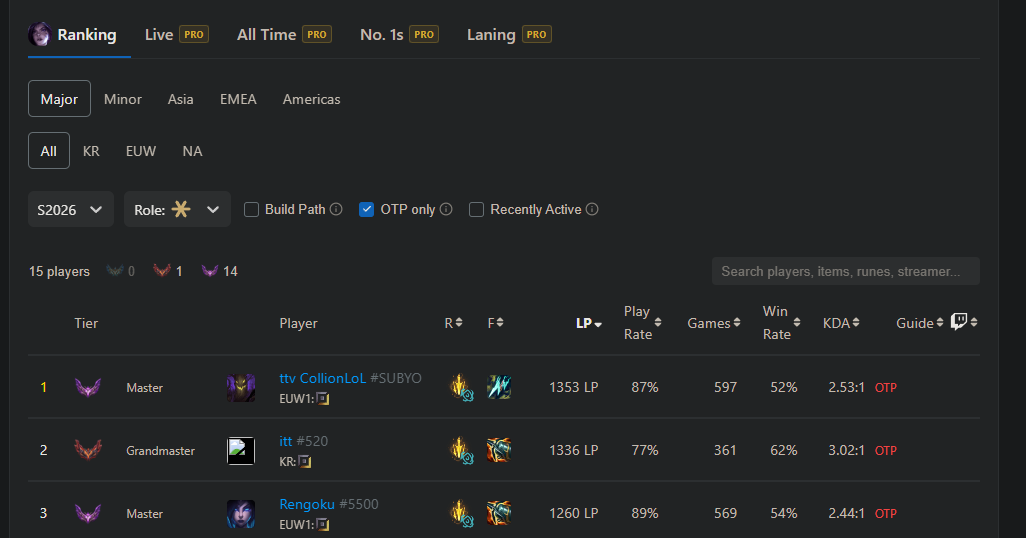 Ranking Live PRO All Time PRO No. 1s PRO Laning PRO
Major Minor Asia EMEA Americas
All KR EUW NA
S2026 Role: Build Path OTP only Recently Active
15 players 0 1 14 Search players, items, runes, streamer...
Tier Player R F LP Play Rate Games Win Rate KDA Guide
1 Master ttv CollionLoL #SUBYO 1353 LP 87% 597 52% 2.53:1 OTP
EUW1:
2 Grandmaster itt #520 1336 LP 77% 361 62% 3.02:1 OTP
KR:
3 Master Rengoku #5500 1260 LP 89% 569 54% 2.44:1 OTP
EUW1: